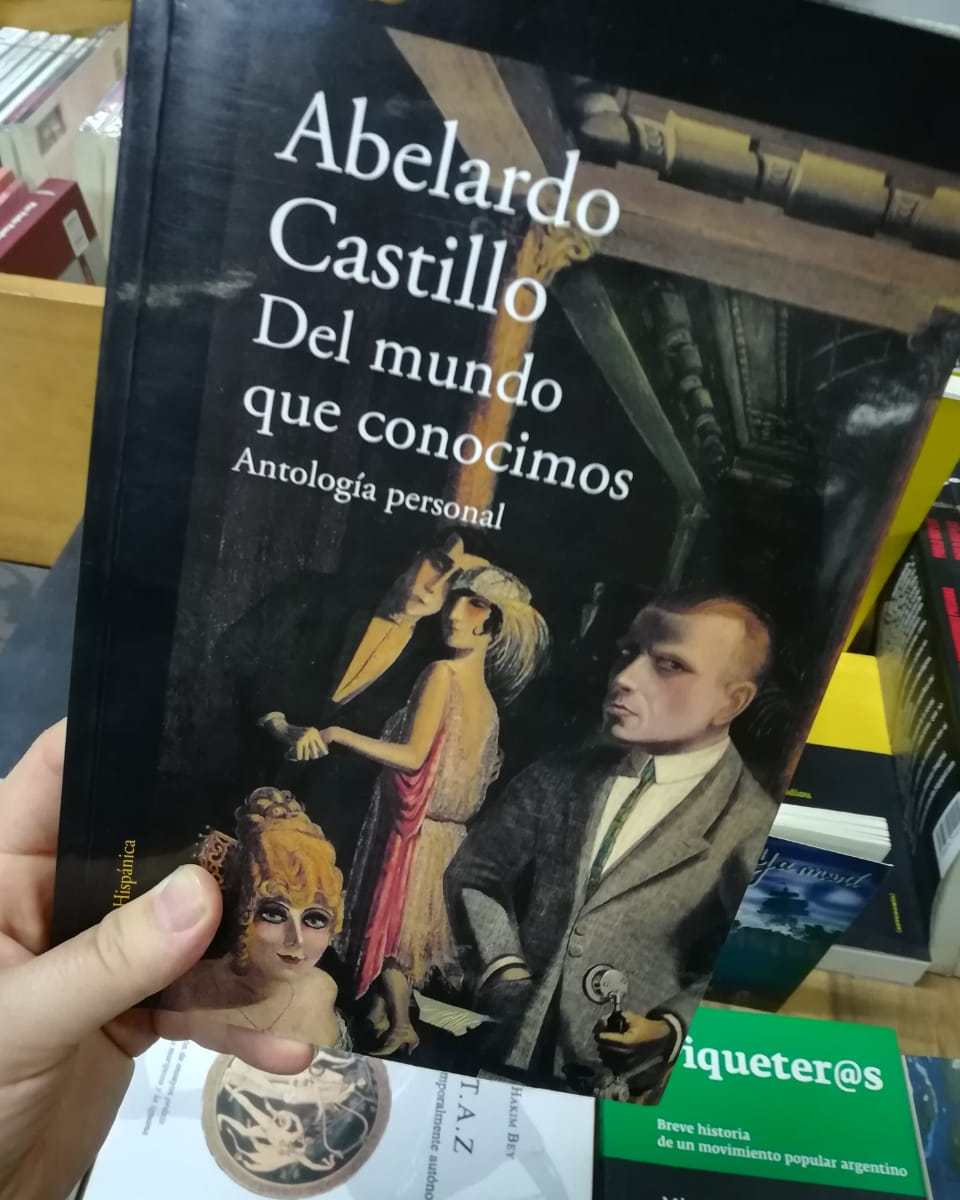 Abelardo
Castillo
Del mundo
que conocimos
Antología personal
Hispánica
HAKIM BEY
T.A.Z
iqueter@s
Breve historia
de un movimiento popular argentino